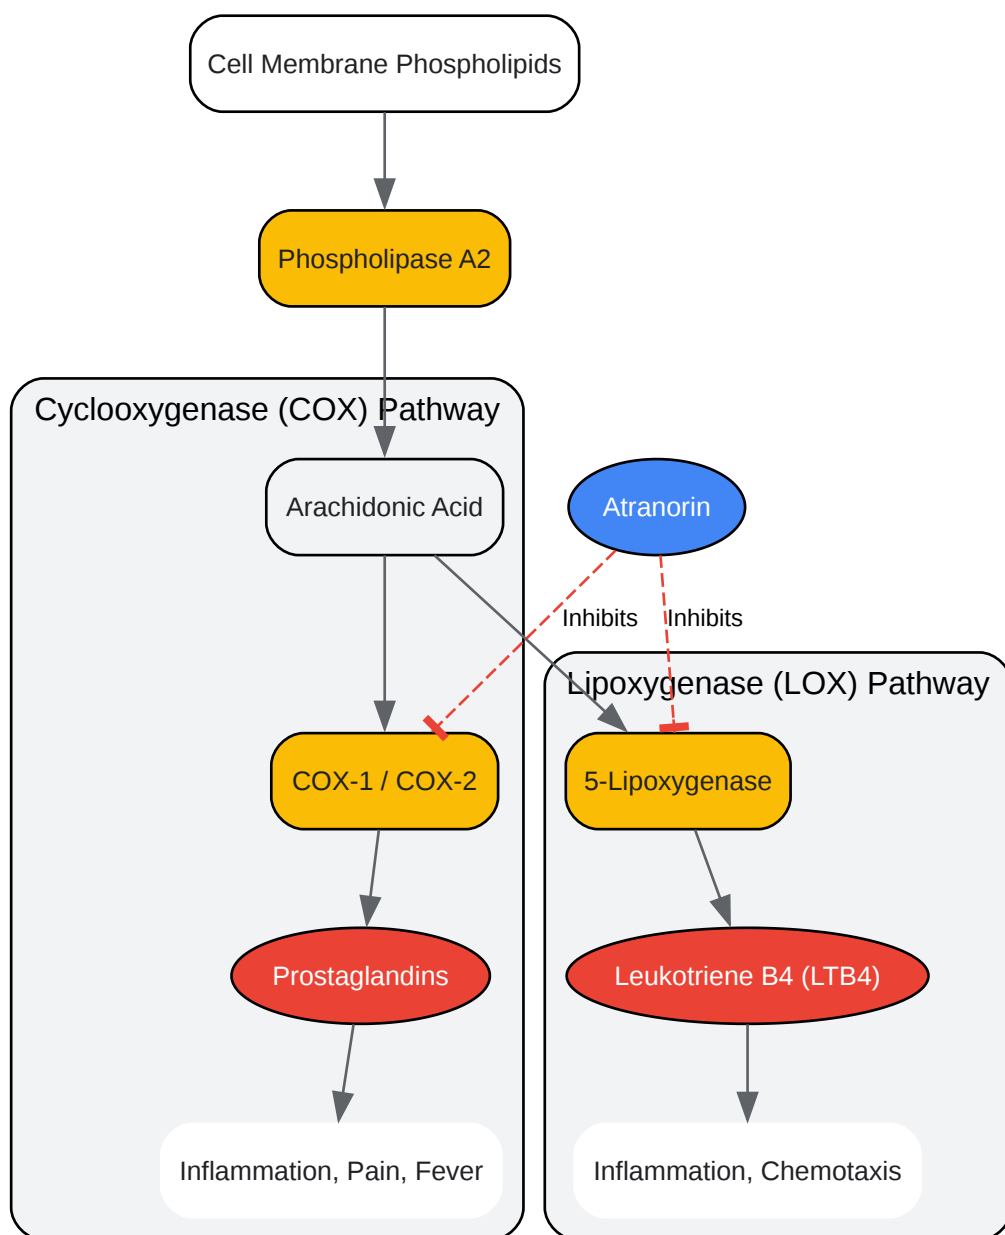 Cell Membrane Phospholipids
Phospholipase A2
Cyclooxygenase (COX) Pathway
Arachidonic Acid
Atranorin
Inhibits
Inhibits
Lipoxygenase (LOX) Pathway
COX-1 / COX-2
5-Lipoxygenase
Prostaglandins
Leukotriene B4 (LTB4)
Inflammation, Pain, Fever
Inflammation, Chemotaxis